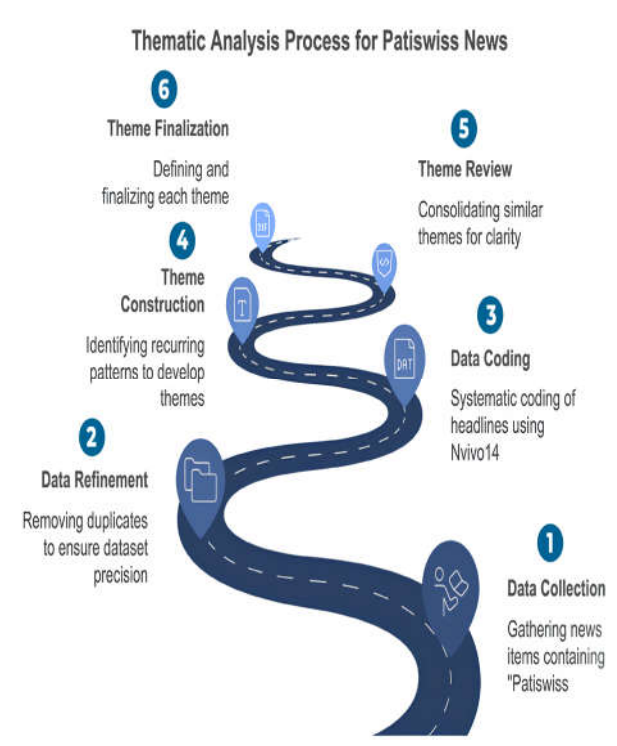 Thematic Analysis Process for Patiswiss News
6
Theme Finalization
Defining and
finalizing each theme
5
Theme Review
Consolidating similar
themes for clarity
4
Theme
Construction
Identifying recurring
patterns to develop
themes
</>
T
3
Data Coding
Systematic coding of
headlines using
Nvivo14
DAT
2
Data Refinement
Removing duplicates
to ensure dataset
precision
1
Data Collection
Gathering news
items containing
"Patiswiss